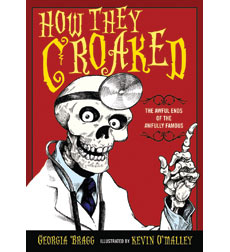 HOW THEY
CROAKED
THE AWFUL ENDS
OF THE
AWFULLY FAMOUS
GEORGIA BRAGG ILLUSTRATED BY KEVIN O'MALLEY